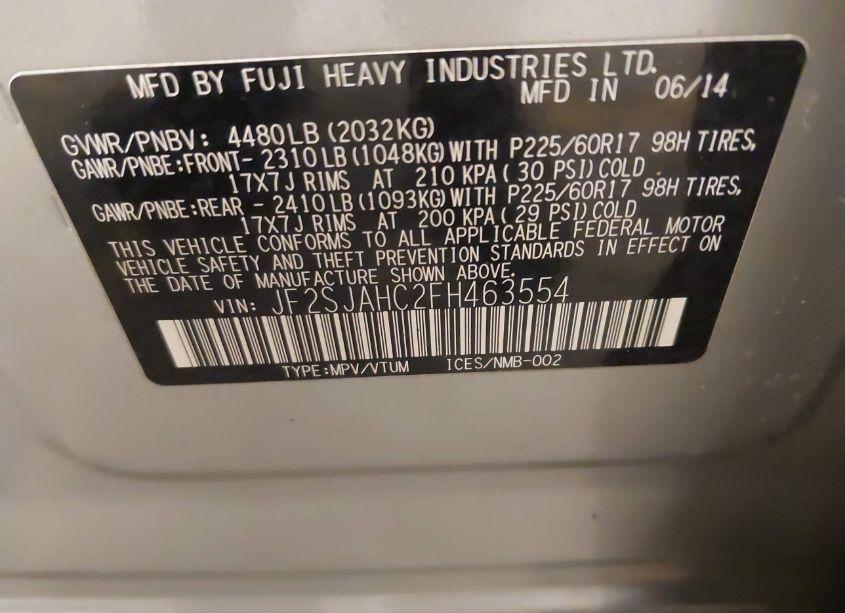 MFD BY FUJI HEAVY INDUSTRIES LTD.
MFD IN 06/14
GVWR/PNBV: 4480LB (2032KG)
GAWR/PNBE:FRONT- 2310LB (1048KG) WITH P225/60R17 98H TIRES,
17X7J RIMS AT 210 KPA ( 30 PSI) COLD
GAWR/PNBE:REAR - 2410LB (1093KG) WITH P225/60R17 98H TIRES,
17X7J RIMS AT 200 KPA ( 29 PSI) COLD
THIS VEHICLE CONFORMS TO ALL APPLICABLE FEDERAL MOTOR
VEHICLE SAFETY AND THEFT PREVENTION STANDARDS IN EFFECT ON
THE DATE OF MANUFACTURE SHOWN ABOVE.
VIN: JF2SJAHC2FH463554
TYPE:MPV/VTUM ICES/NMB-002